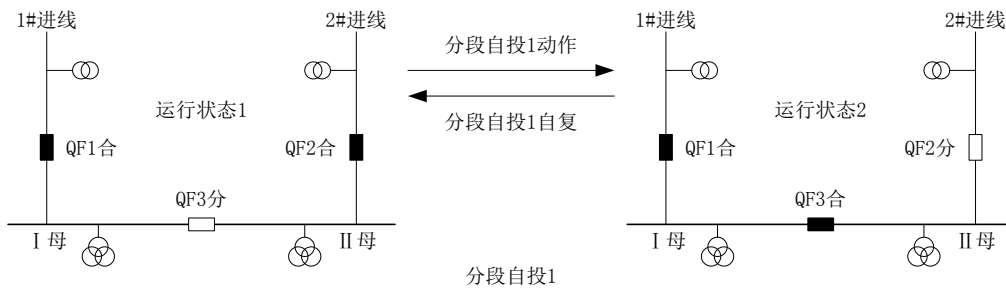 1#进线
2#进线
运行状态1
QF1合
QF2合
QF3分
Ⅰ母
Ⅱ母
分段自投1动作
分段自投1自复
1#进线
2#进线
运行状态2
QF1合
QF2分
QF3合
Ⅰ母
Ⅱ母
分段自投1